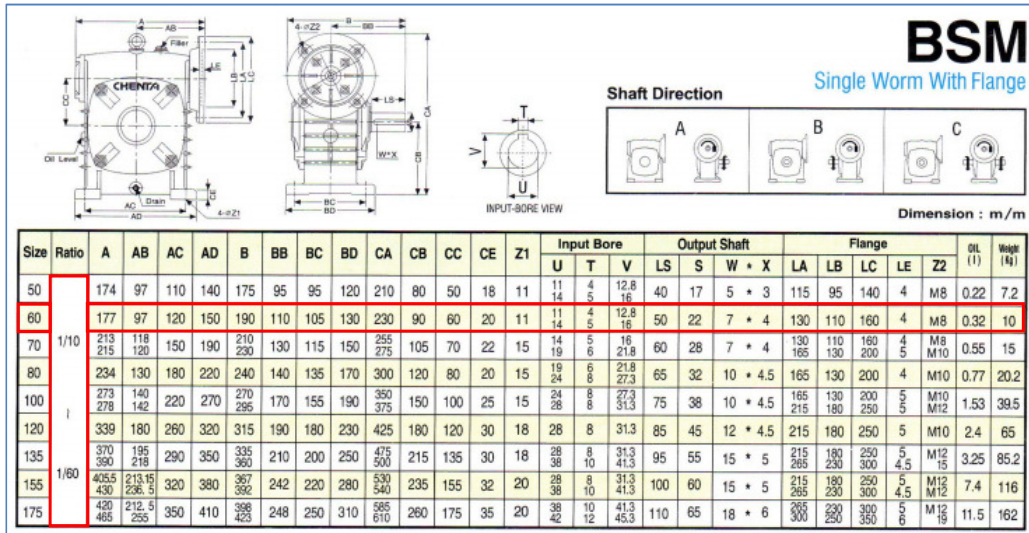 BSM
Single Worm With Flange
A
AB
Filler
LE
LB
LA
LC
CHENTA
CC
Oil Level
Drain
CE
AC
AD
4-øZ1
B
BB
4-øZ2
LS
CA
CB
W*X
BC
BD
T
V
U
INPUT-BORE VIEW
Shaft Direction
A B C
Dimension : m/m
Size Ratio A AB AC AD B BB BC BD CA CB CC CE Z1 Input Bore Output Shaft Flange OIL (l) Weight (Kg)
U T V LS S W * X LA LB LC LE Z2
50 174 97 110 140 175 95 95 120 210 80 50 18 11 11 14 4 5 12.8 16 40 17 5 * 3 115 95 140 4 M8 0.22 7.2
60 177 97 120 150 190 110 105 130 230 90 60 20 11 11 14 4 5 12.8 16 50 22 7 * 4 130 110 160 4 M8 0.32 10
70 1/10 213 215 118 120 150 190 210 230 130 115 150 255 275 105 70 22 15 14 19 5 6 16 21.8 60 28 7 * 4 130 165 110 130 160 200 4 5 M8 M10 0.55 15
80 234 130 180 220 240 140 135 170 300 120 80 20 15 19 24 6 8 21.8 27.3 65 32 10 * 4.5 165 130 200 4 M10 0.77 20.2
100 ~ 273 278 140 142 220 270 270 295 170 155 190 350 375 150 100 25 15 24 28 8 8 27.3 31.3 75 38 10 * 4.5 165 215 130 180 200 250 5 5 M10 M12 1.53 39.5
120 339 180 260 320 315 190 180 230 425 180 120 30 18 28 8 31.3 85 45 12 * 4.5 215 180 250 5 M10 2.4 65
135 1/60 370 390 195 218 290 350 335 360 210 200 250 475 500 215 135 30 18 28 38 8 10 31.3 41.3 95 55 15 * 5 215 265 180 230 250 300 5 4.5 M12 15 3.25 85.2
155 405.5 430 213.15 236.5 320 380 367 392 242 220 280 530 540 235 155 32 20 28 38 8 10 31.3 41.3 100 60 15 * 5 215 265 180 230 250 300 5 4.5 M12 M12 7.4 116
175 420 465 212.5 255 350 410 398 423 248 250 310 585 610 260 175 35 20 38 42 10 12 41.3 45.3 110 65 18 * 6 265 300 230 250 300 350 5 6 M12 19 11.5 162